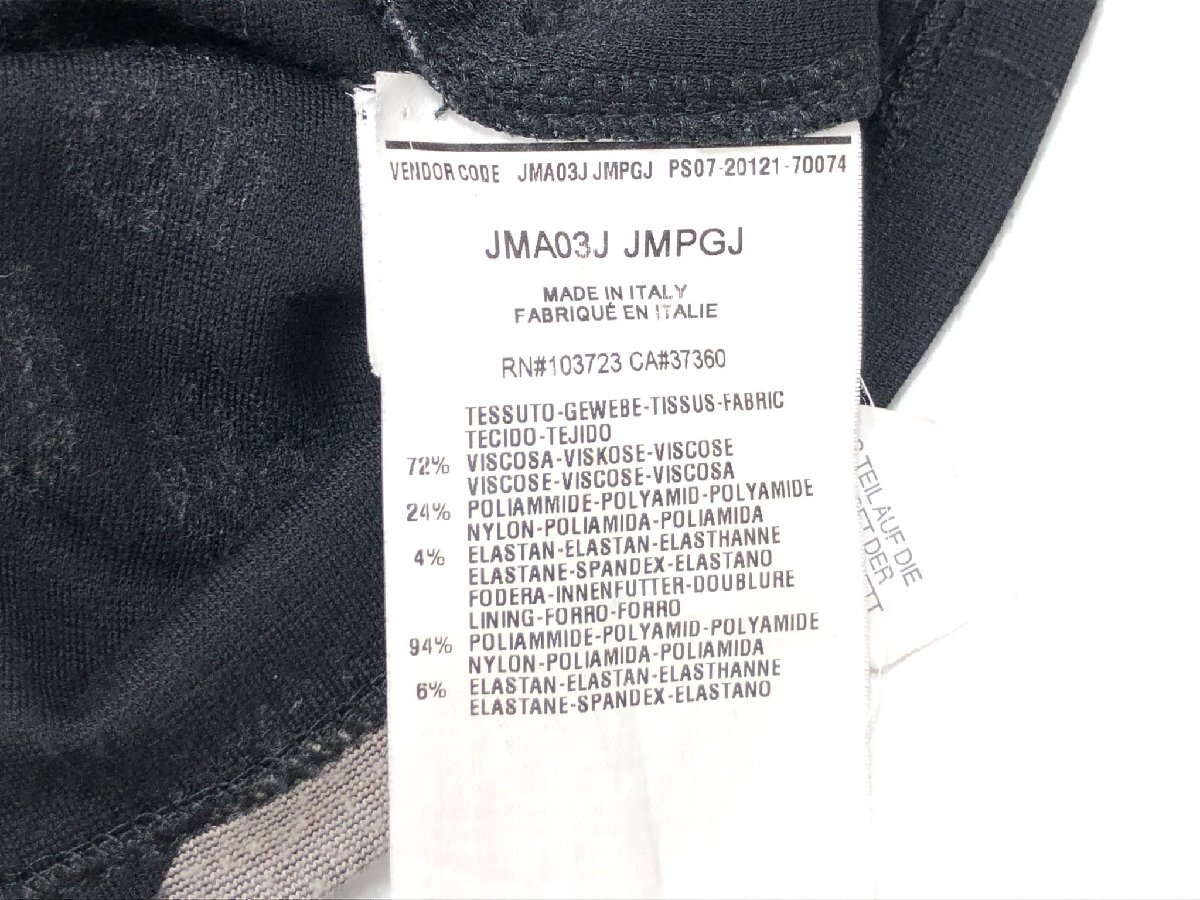 VENDOR CODE JMA03J JMPGJ PS07-20121-70074
JMA03J JMPGJ
MADE IN ITALY
FABRIQUÉ EN ITALIE
RN#103723 CA#37360
TESSUTO-GEWEBE-TISSUS-FABRIC
TECIDO-TEJIDO
72% VISCOSA-VISKOSE-VISCOSE
VISCOSE-VISCOSE-VISCOSA
24% POLIAMMIDE-POLYAMID-POLYAMIDE
NYLON-POLIAMIDA-POLIAMIDA
4% ELASTAN-ELASTAN-ELASTHANNE
ELASTANE-SPANDEX-ELASTANO
FODERA-INNENFUTTER-DOUBLURE
LINING-FORRO-FORRO
94% POLIAMMIDE-POLYAMID-POLYAMIDE
NYLON-POLIAMIDA-POLIAMIDA
6% ELASTAN-ELASTAN-ELASTHANNE
ELASTANE-SPANDEX-ELASTANO
TEIL AUF DIE
DER